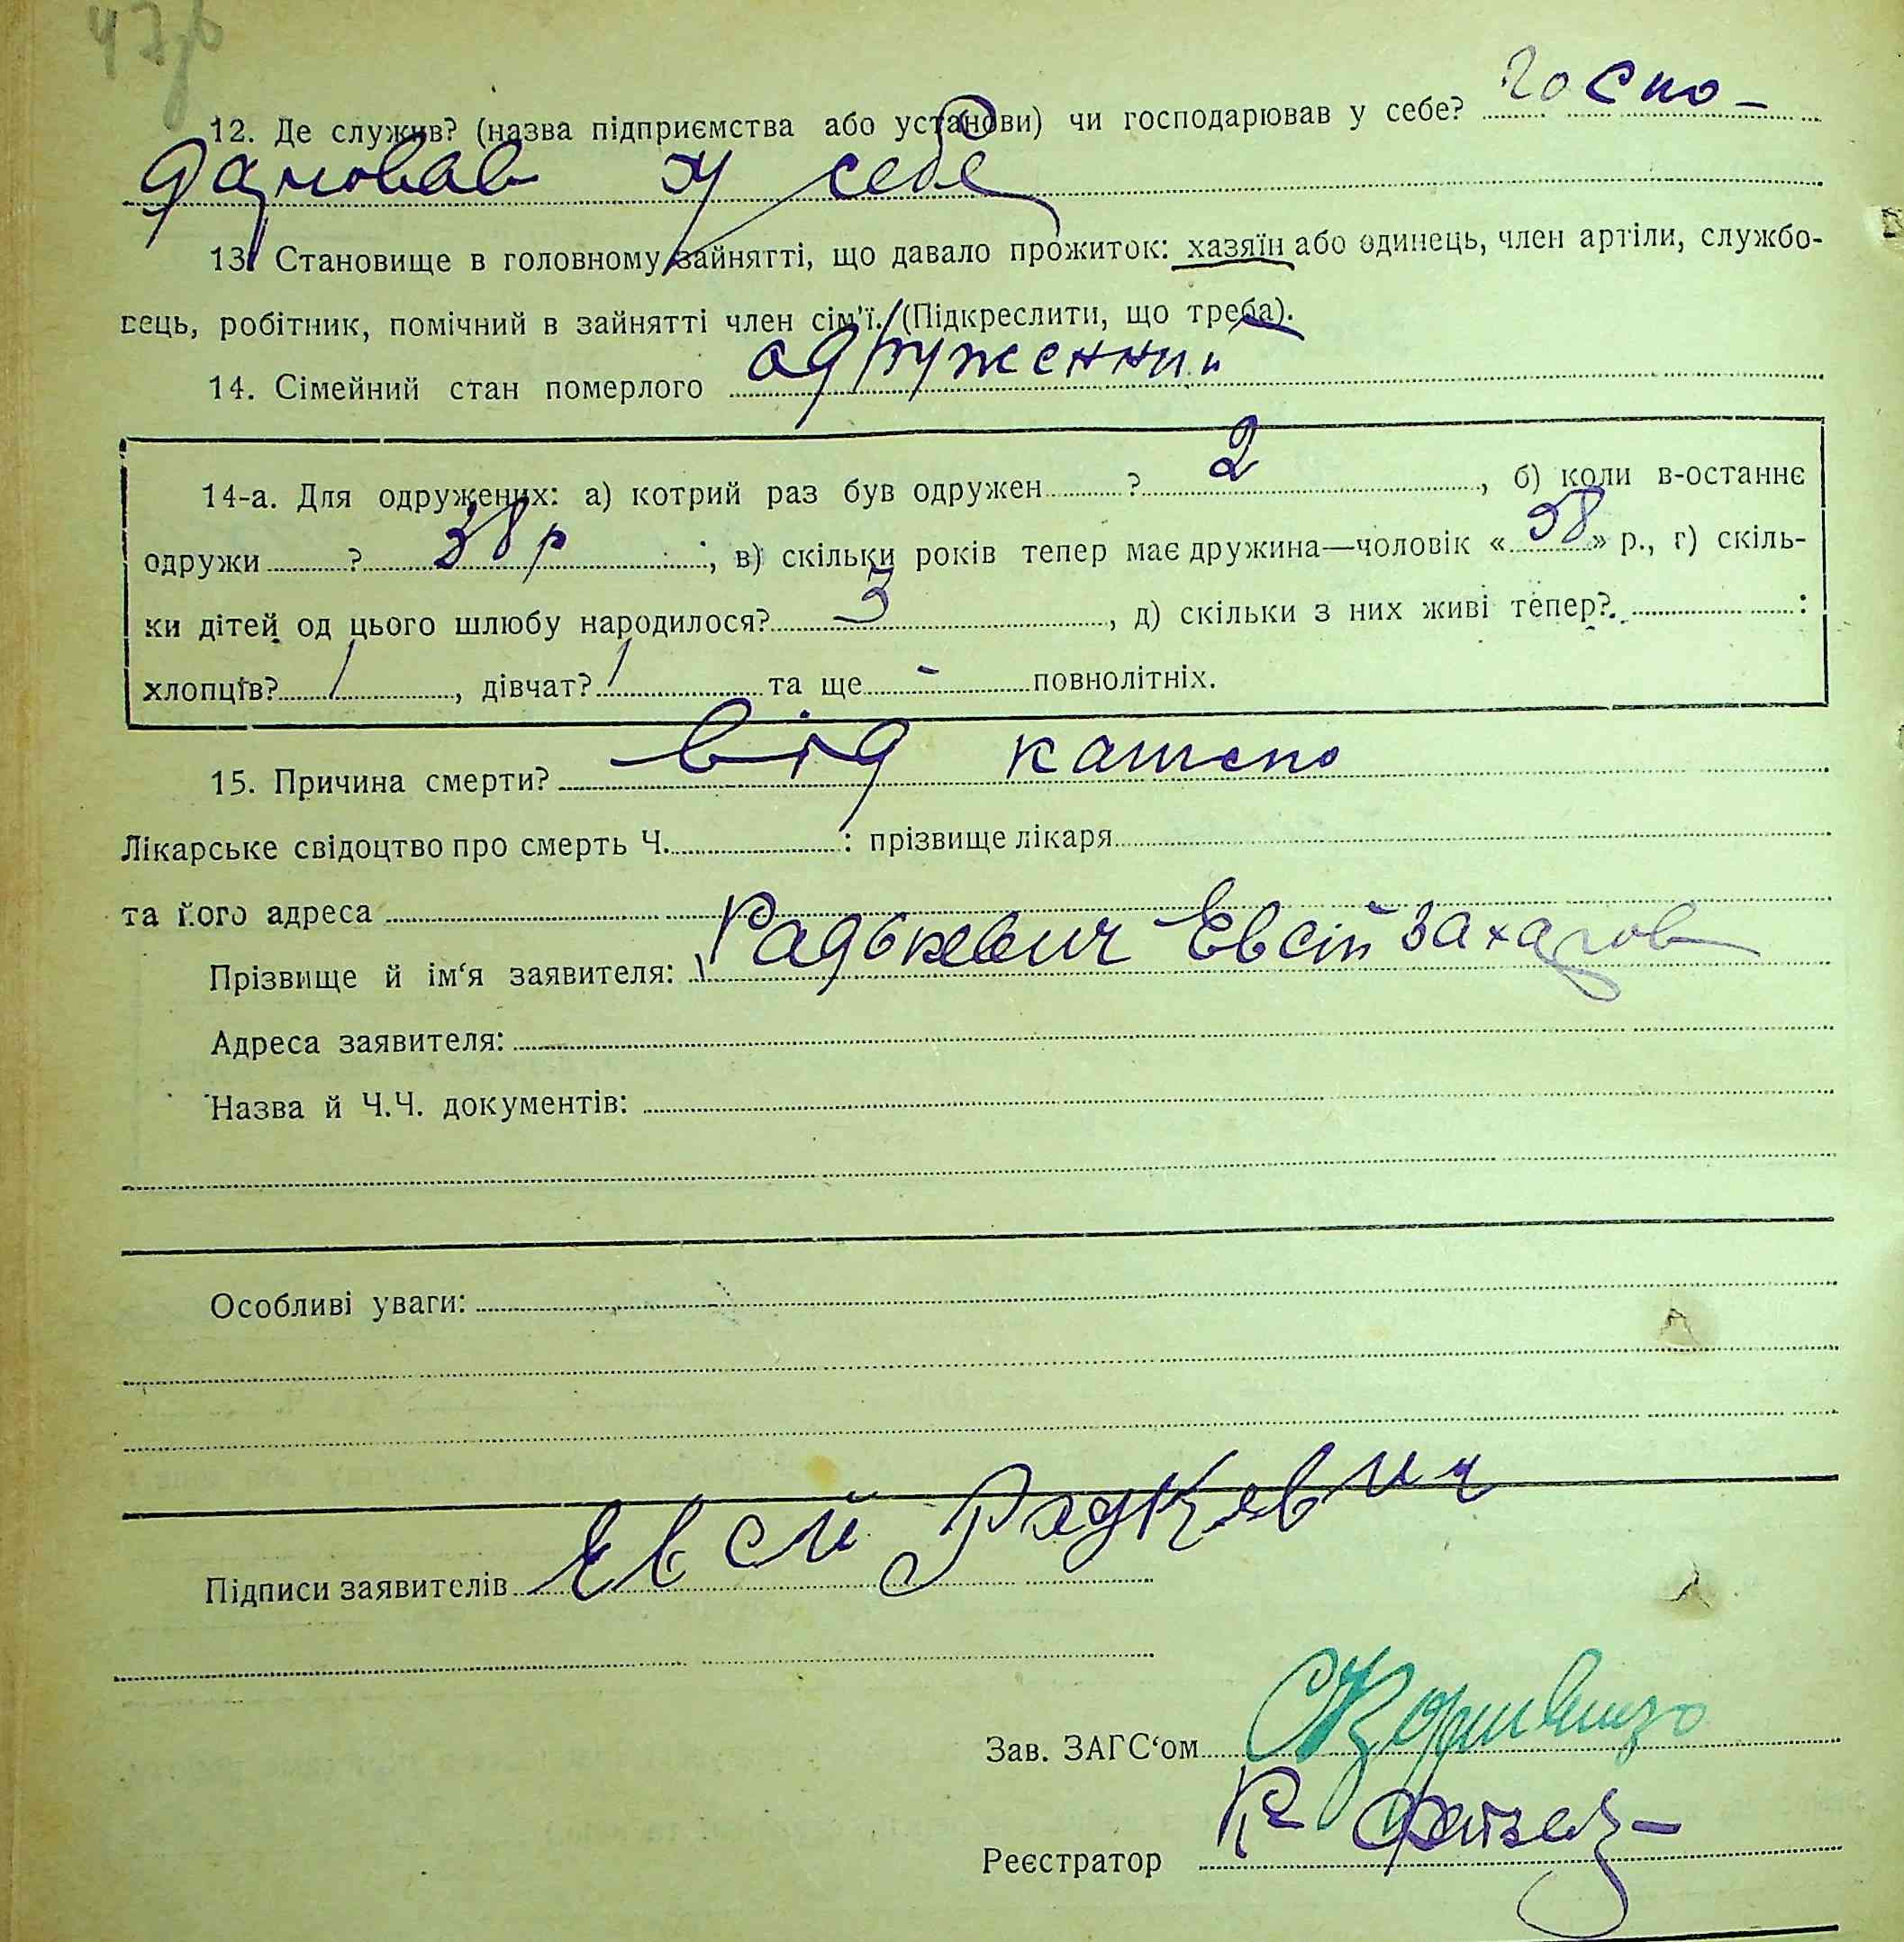 12. Де служив? (назва підприємства або установи) чи господарював у себе? госпо-
дарював у себе
13. Становище в головному зайнятті, що давало прожиток: хазяїн або одинець, член артіли, службо-
вець, робітник, помічний в зайнятті член сім'ї. (Підкреслити, що треба).
14. Сімейний стан померлого одруженний
14-а. Для одружених: а) котрий раз був одружен ? 2, б) коли в-останнє
одружи ? 38 р ; в) скільки років тепер має дружина—чоловік «58» р., г) скіль-
ки дітей од цього шлюбу народилося? 3, д) скільки з них живі тепер? :
хлопців? 1, дівчат? 1 та ще - повнолітніх.
15. Причина смерти? від
Лікарське свідоцтво про смерть Ч. : прізвище лікаря
та його адреса
Прізвище й ім‘я заявителя: Радькевич Евсій Захаров
Адреса заявителя:
Назва й Ч.Ч. документів:
Особливі уваги:
Підписи заявителів Евсй Радкевич
Зав. ЗАГС‘ом
Реєстратор